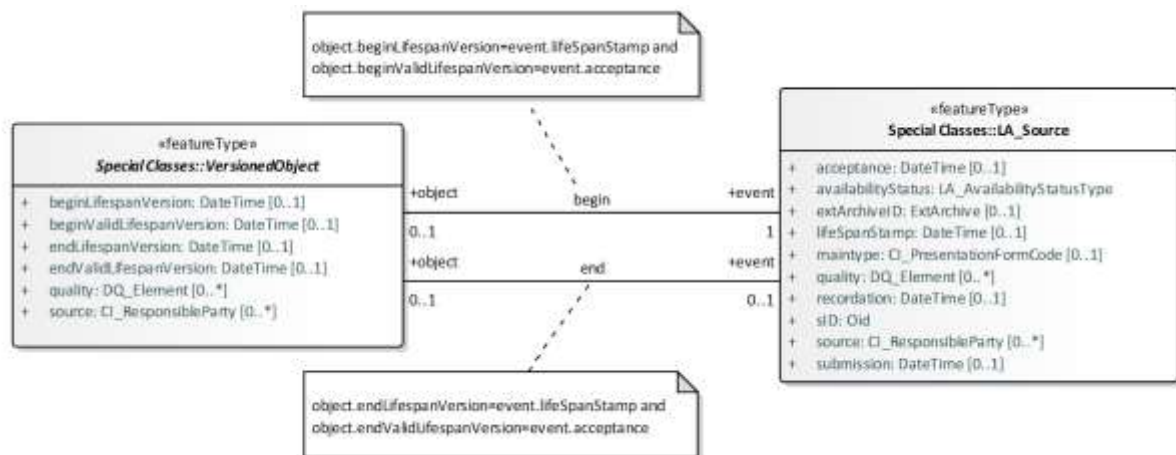 object.beginLifespanVersion=event.lifeSpanStamp and
object.beginValidLifespanVersion=event.acceptance
«featureType»
Special Classes::VersionedObject
+ beginLifespanVersion: DateTime [0..1]
+ beginValidLifespanVersion: DateTime [0..1]
+ endLifespanVersion: DateTime [0..1]
+ endValidLifespanVersion: DateTime [0..1]
+ quality: DQ_Element [0..*]
+ source: CI_ResponsibleParty [0..*]
+object begin +event
0..1 1
+object end +event
0..1 0..1
«featureType»
Special Classes::LA_Source
+ acceptance: DateTime [0..1]
+ availabilityStatus: LA_AvailabilityStatusType
+ extArchiveID: ExtArchive [0..1]
+ lifeSpanStamp: DateTime [0..1]
+ maintype: CI_PresentationFormCode [0..1]
+ quality: DQ_Element [0..*]
+ recordation: DateTime [0..1]
+ sID: Oid
+ source: CI_ResponsibleParty [0..*]
+ submission: DateTime [0..1]
object.endLifespanVersion=event.lifeSpanStamp and
object.endValidLifespanVersion=event.acceptance